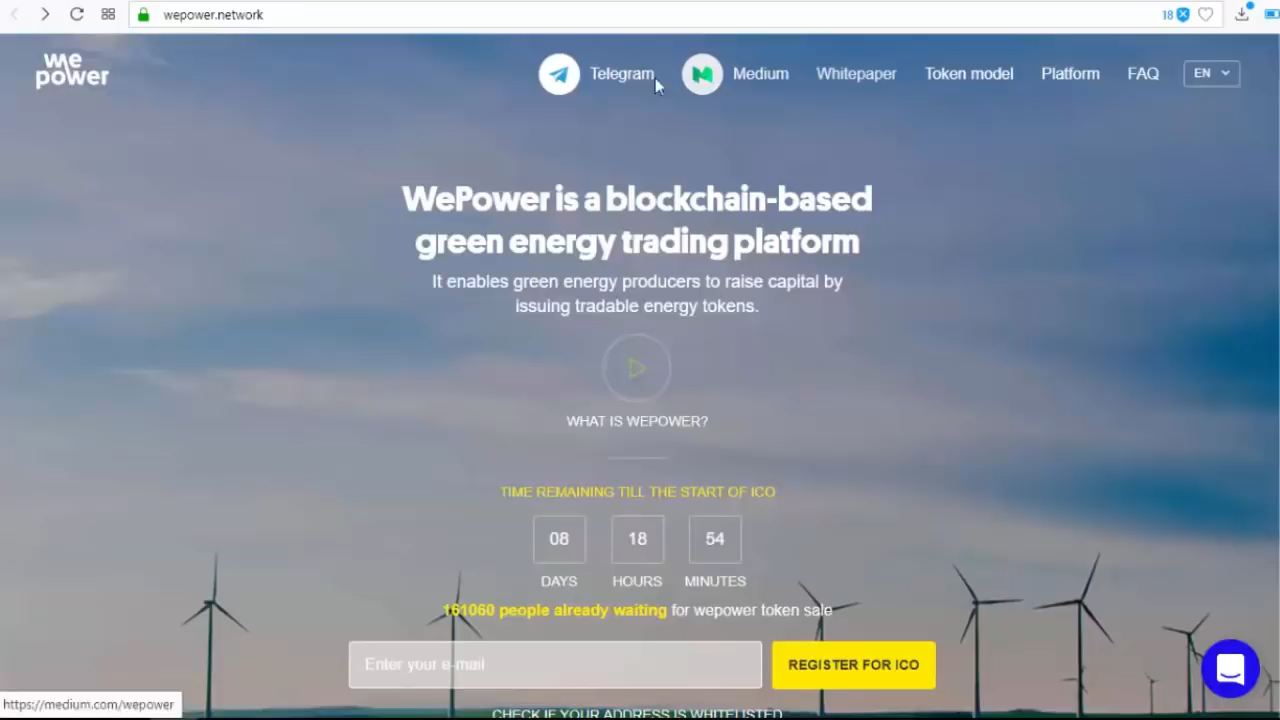 wepower.network
18
we
power
Telegram
Medium
Whitepaper
Token model
Platform
FAQ
EN
WePower is a blockchain-based
green energy trading platform
It enables green energy producers to raise capital by
issuing tradable energy tokens.
WHAT IS WEPOWER?
TIME REMAINING TILL THE START OF ICO
08
18
54
DAYS
HOURS
MINUTES
161060 people already waiting for wepower token sale
Enter your e-mail
REGISTER FOR ICO
https://medium.com/wepower
CHECK IF YOUR ADDRESS IS WHITELISTED